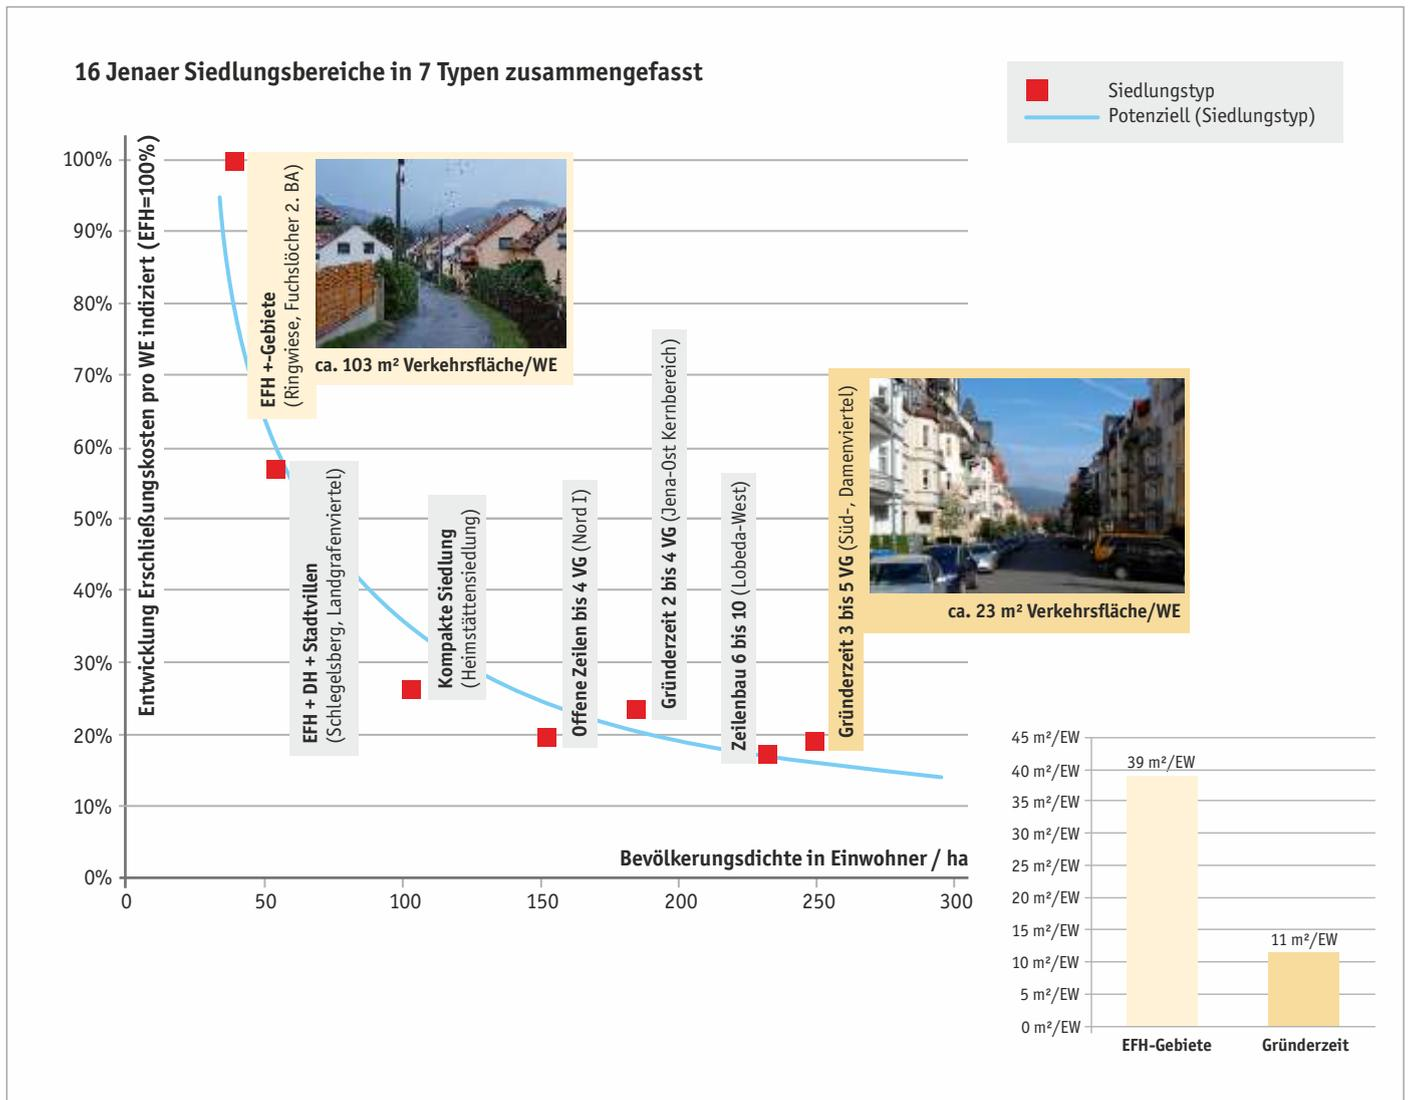 16 Jenaer Siedlungsbereiche in 7 Typen zusammengefasst
Siedlungstyp
Potenziell (Siedlungstyp)
Entwicklung Erschließungskosten pro WE indiziert (EFH=100%)
100%
90%
80%
70%
60%
50%
40%
30%
20%
10%
0%
EFH +-Gebiete
(Ringwiese, Fuchslöcher 2. BA)
ca. 103 m² Verkehrsfläche/WE
EFH + DH + Stadtvillen
(Schlegelsberg, Landgrafenviertel)
Kompakte Siedlung
(Heimstättensiedlung)
Offene Zeilen bis 4 VG (Nord I)
Gründerzeit 2 bis 4 VG (Jena-Ost Kernbereich)
Zeilenbau 6 bis 10 (Lobeda-West)
Gründerzeit 3 bis 5 VG (Süd-, Damenviertel)
ca. 23 m² Verkehrsfläche/WE
Bevölkerungsdichte in Einwohner / ha
0
50
100
150
200
250
300
45 m²/EW
40 m²/EW
35 m²/EW
30 m²/EW
25 m²/EW
20 m²/EW
15 m²/EW
10 m²/EW
5 m²/EW
0 m²/EW
39 m²/EW
11 m²/EW
EFH-Gebiete
Gründerzeit